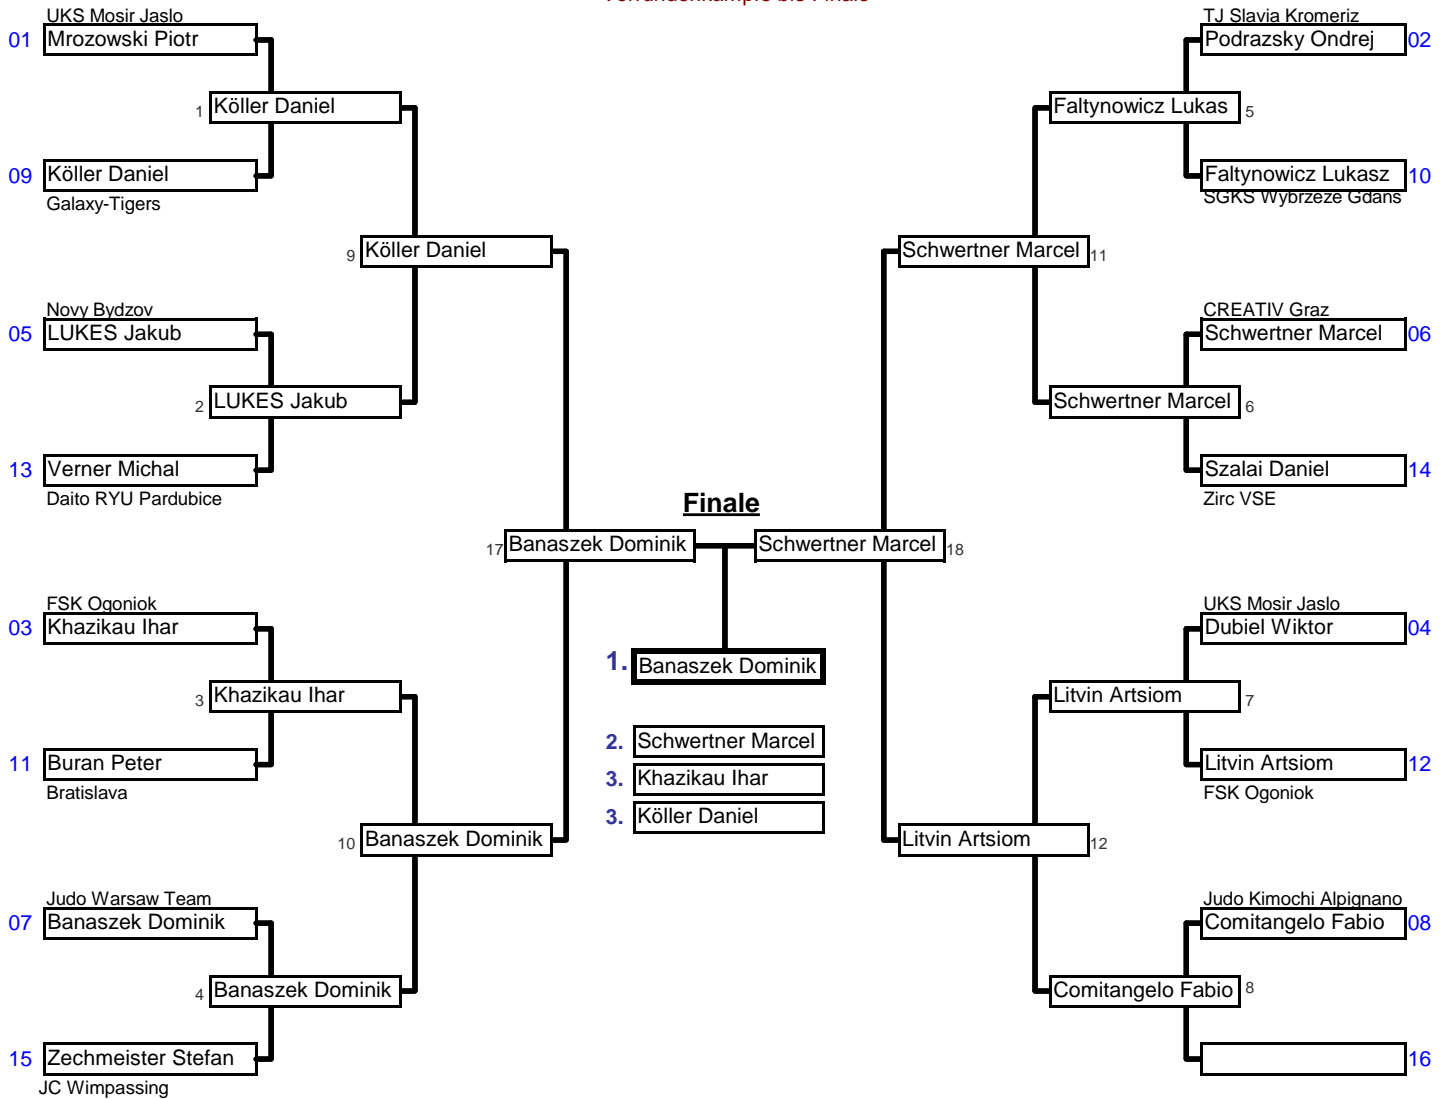 UKS Mosir Jaslo
01 Mrozowski Piotr
1 Köller Daniel
09 Köller Daniel
Galaxy-Tigers
9 Köller Daniel
Novy Bydzov
05 LUKES Jakub
2 LUKES Jakub
13 Verner Michal
Daito RYU Pardubice
17 Banaszek Dominik
FSK Ogoniok
03 Khazikau Ihar
3 Khazikau Ihar
11 Buran Peter
Bratislava
10 Banaszek Dominik
Judo Warsaw Team
07 Banaszek Dominik
4 Banaszek Dominik
15 Zechmeister Stefan
JC Wimpassing
Finale
1. Banaszek Dominik
2. Schwertner Marcel
3. Khazikau Ihar
3. Köller Daniel
TJ Slavia Kromeriz
Podrazsky Ondrej 02
Faltynowicz Lukas 5
Faltynowicz Lukasz 10
SGKS Wybrzeze Gdans
Schwertner Marcel 11
CREATIV Graz
Schwertner Marcel 06
Schwertner Marcel 6
Szalai Daniel 14
Zirc VSE
Schwertner Marcel 18
UKS Mosir Jaslo
Dubiel Wiktor 04
Litvin Artsiom 7
Litvin Artsiom 12
FSK Ogoniok
Litvin Artsiom 12
Judo Kimochi Alpignano
Comitangelo Fabio 08
Comitangelo Fabio 8
16